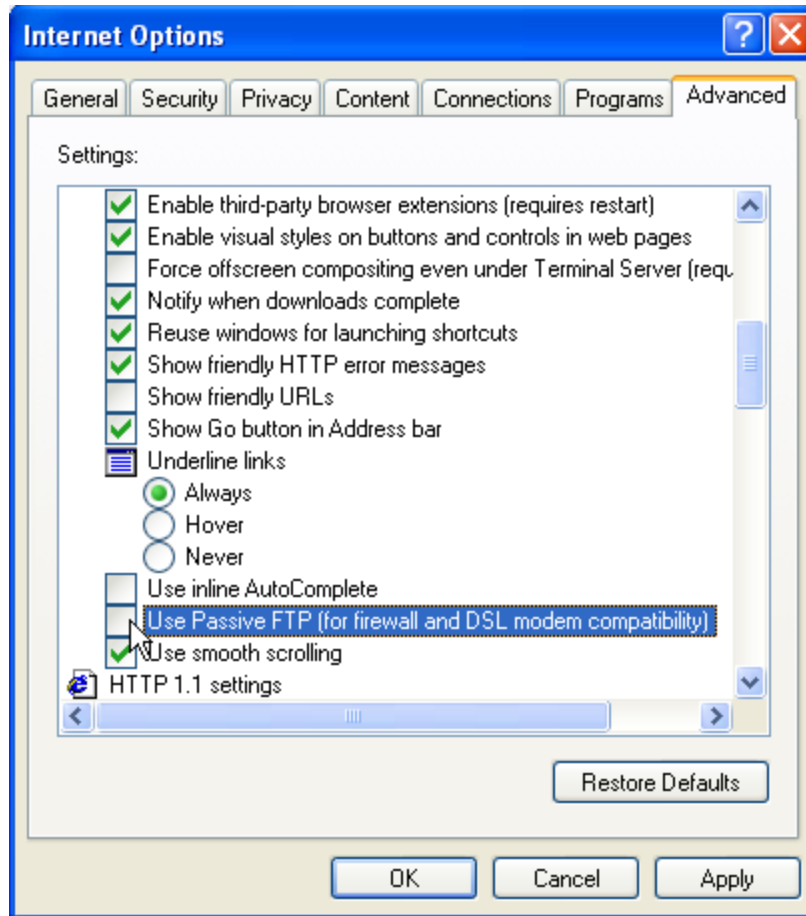 Internet Options
General Security Privacy Content Connections Programs Advanced
Settings:
Enable third-party browser extensions (requires restart)
Enable visual styles on buttons and controls in web pages
Force offscreen compositing even under Terminal Server (requ
Notify when downloads complete
Reuse windows for launching shortcuts
Show friendly HTTP error messages
Show friendly URLs
Show Go button in Address bar
Underline links
Always
Hover
Never
Use inline AutoComplete
Use Passive FTP (for firewall and DSL modem compatibility)
Use smooth scrolling
HTTP 1.1 settings
Restore Defaults
OK Cancel Apply